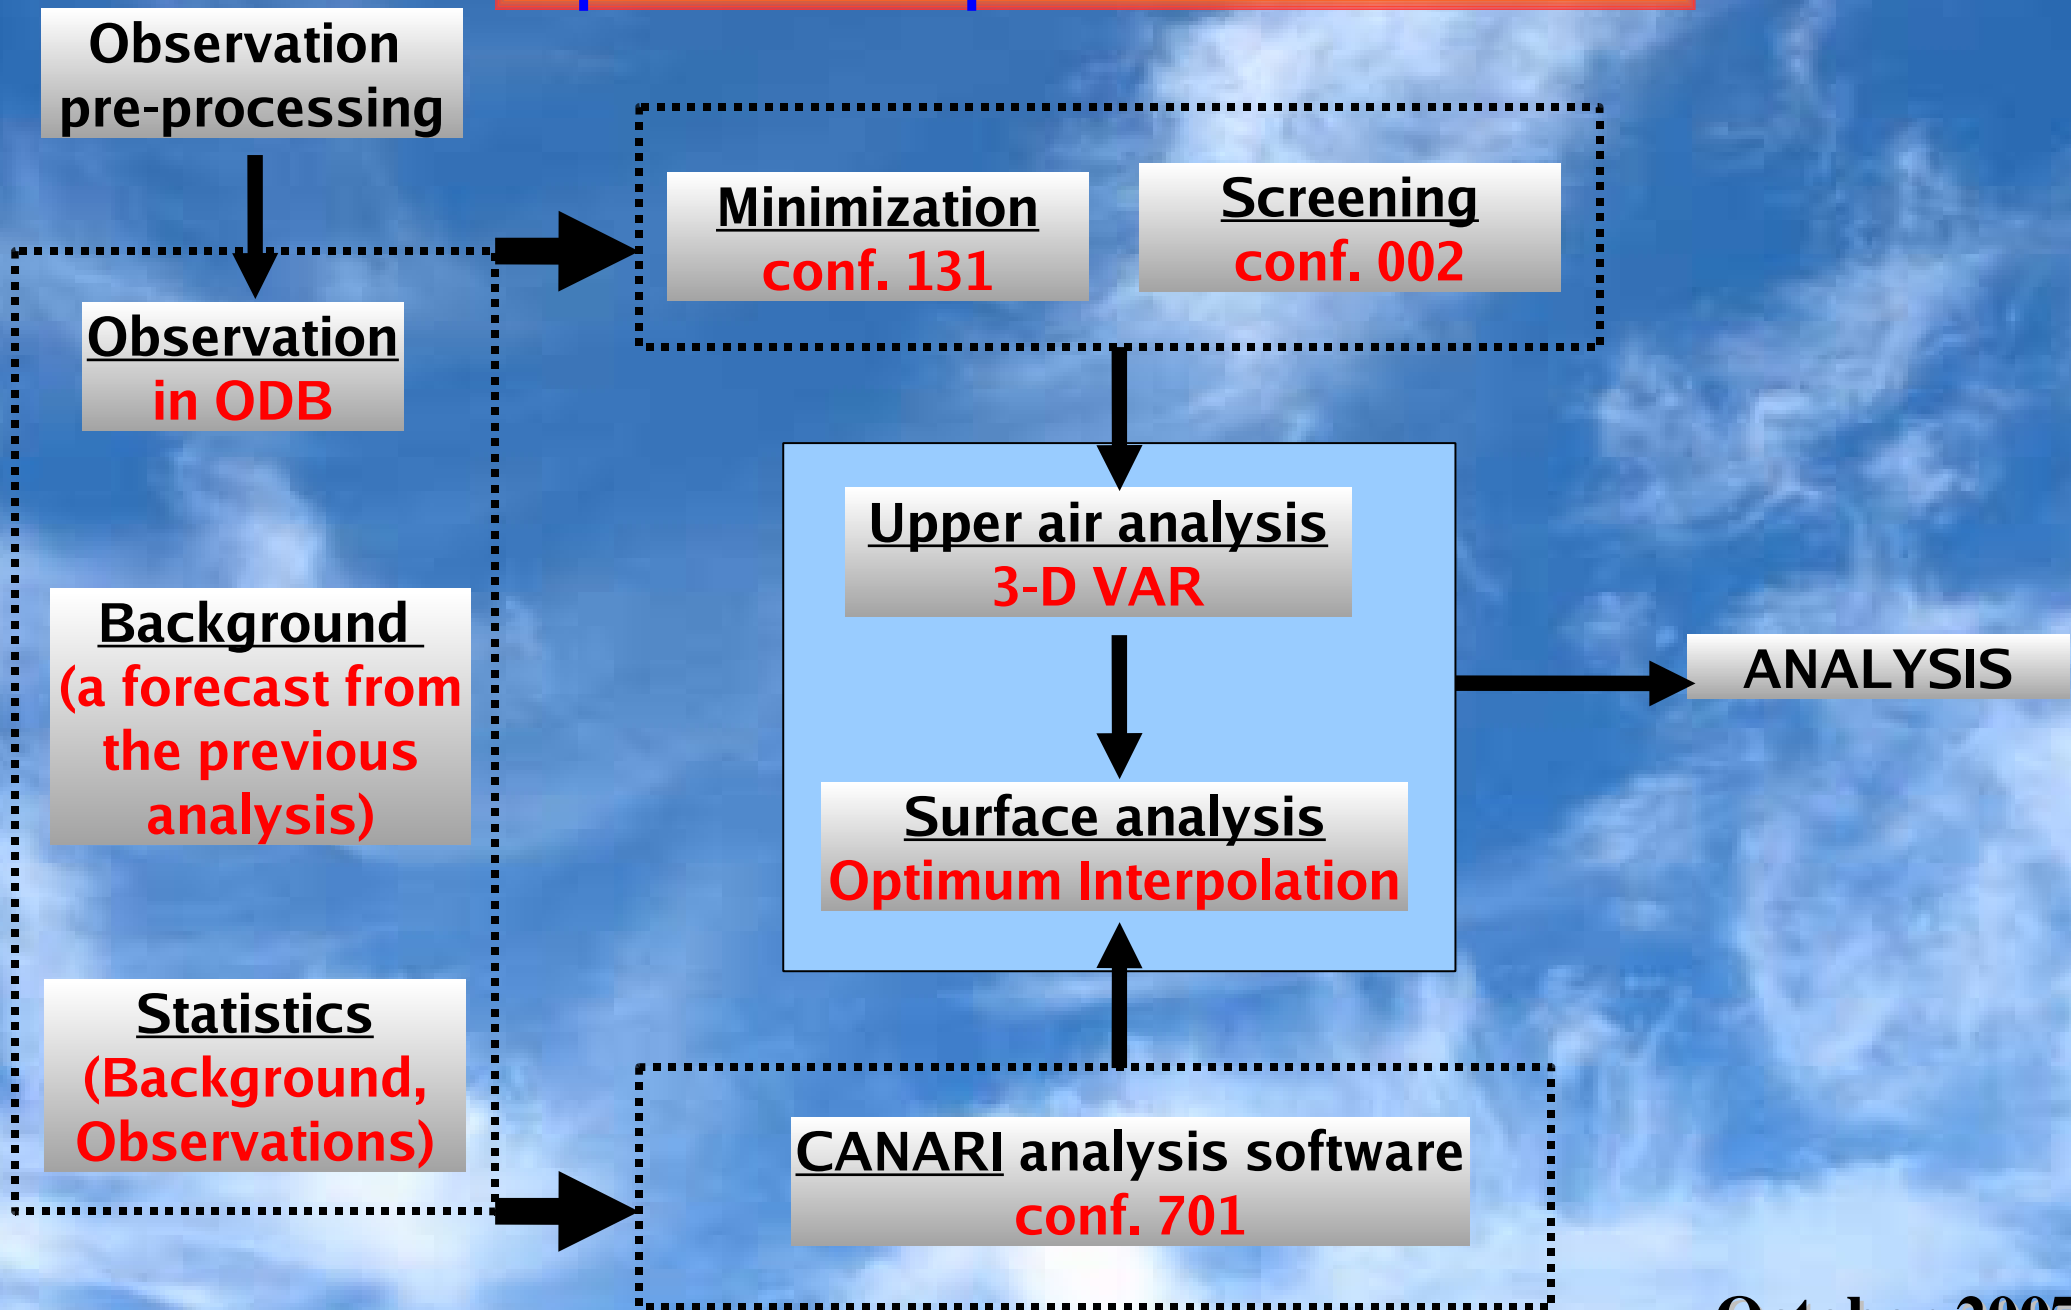 Observation
pre-processing
Observation
in ODB
Background
(a forecast from
the previous
analysis)
Statistics
(Background,
Observations)
Minimization
conf. 131
Screening
conf. 002
Upper air analysis
3-D VAR
Surface analysis
Optimum Interpolation
CANARI analysis software
conf. 701
ANALYSIS